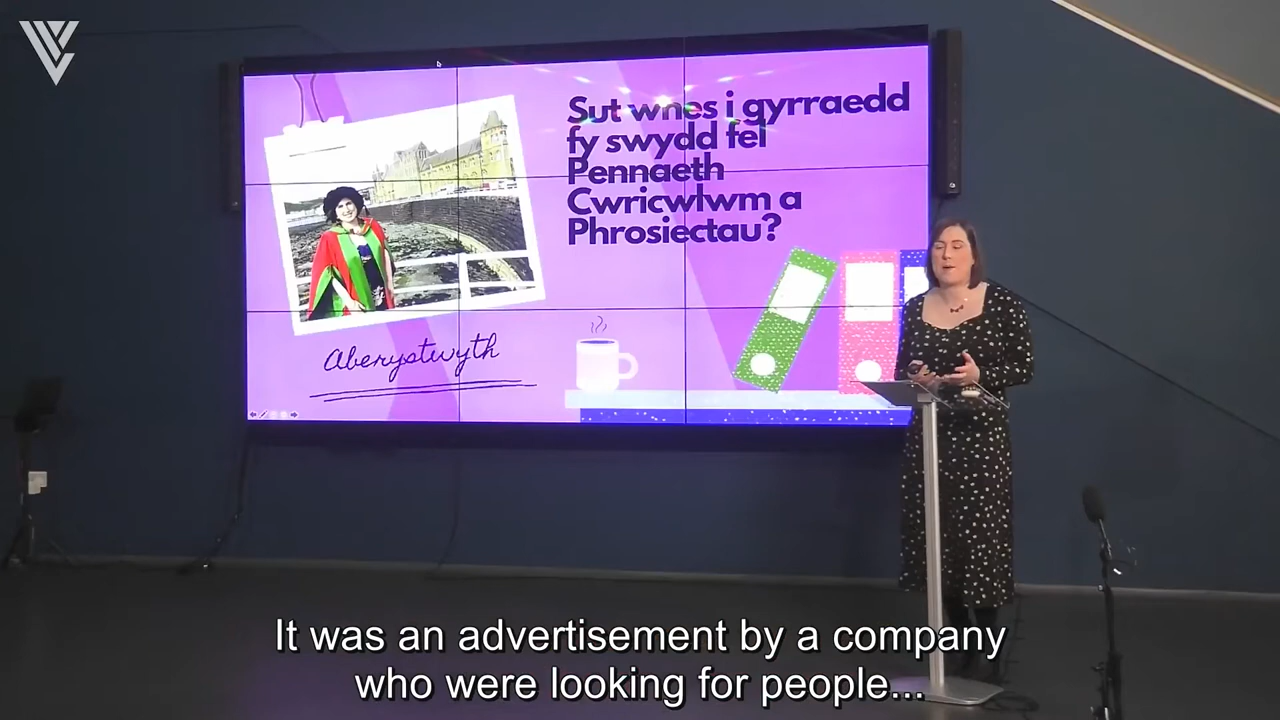 Sut wnes i gyrraedd
fy swydd fel
Pennaeth
Cwricwlwm a
Phrosiectau?
Aberystwyth
It was an advertisement by a company
who were looking for people...